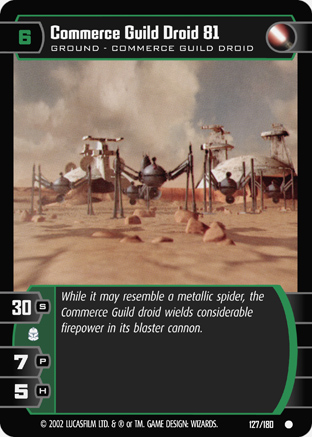 6
Commerce Guild Droid 81
GROUND - COMMERCE GUILD DROID
30 S
While it may resemble a metallic spider, the
Commerce Guild droid wields considerable
firepower in its blaster cannon.
7 P
5 H
© 2002 LUCASFILM LTD. & ® or TM. GAME DESIGN: WIZARDS.
127/180